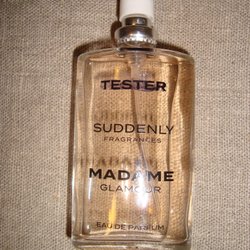 TESTER
SUDDENLY
FRAGRANCES
MADAME
GLAMOUR
EAU DE PARFUM